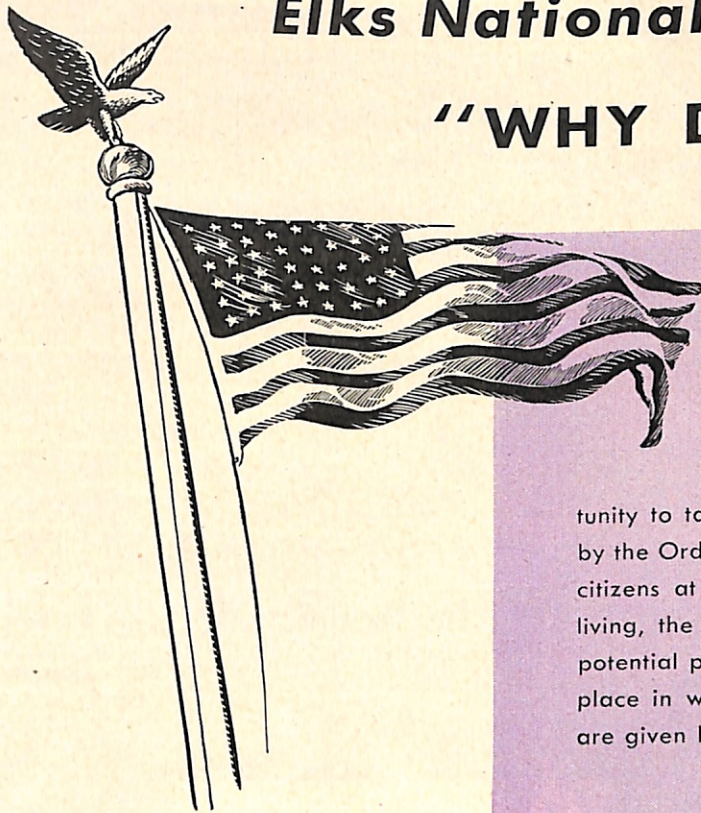 Elks National
"WHY D
tunity to ta
by the Ord
citizens at
living, the
potential p
place in w
are given